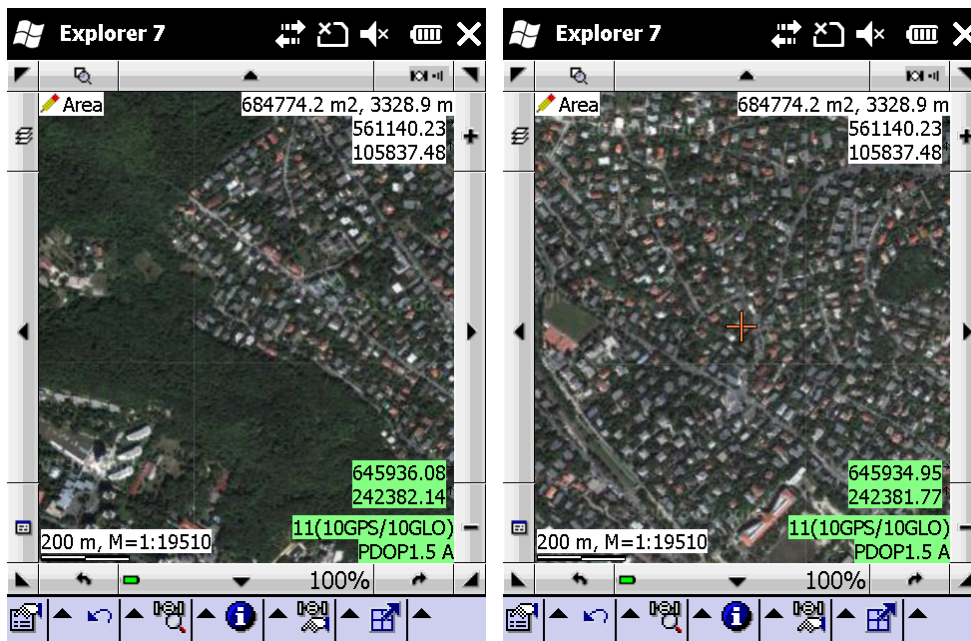 Explorer 7
Area
684774.2 m2, 3328.9 m
561140.23
105837.48
645936.08
242382.14
11(10GPS/10GLO)
PDOP1.5 A
200 m, M=1:19510
100%
Explorer 7
Area
684774.2 m2, 3328.9 m
561140.23
105837.48
645934.95
242381.77
11(10GPS/10GLO)
PDOP1.5 A
200 m, M=1:19510
100%